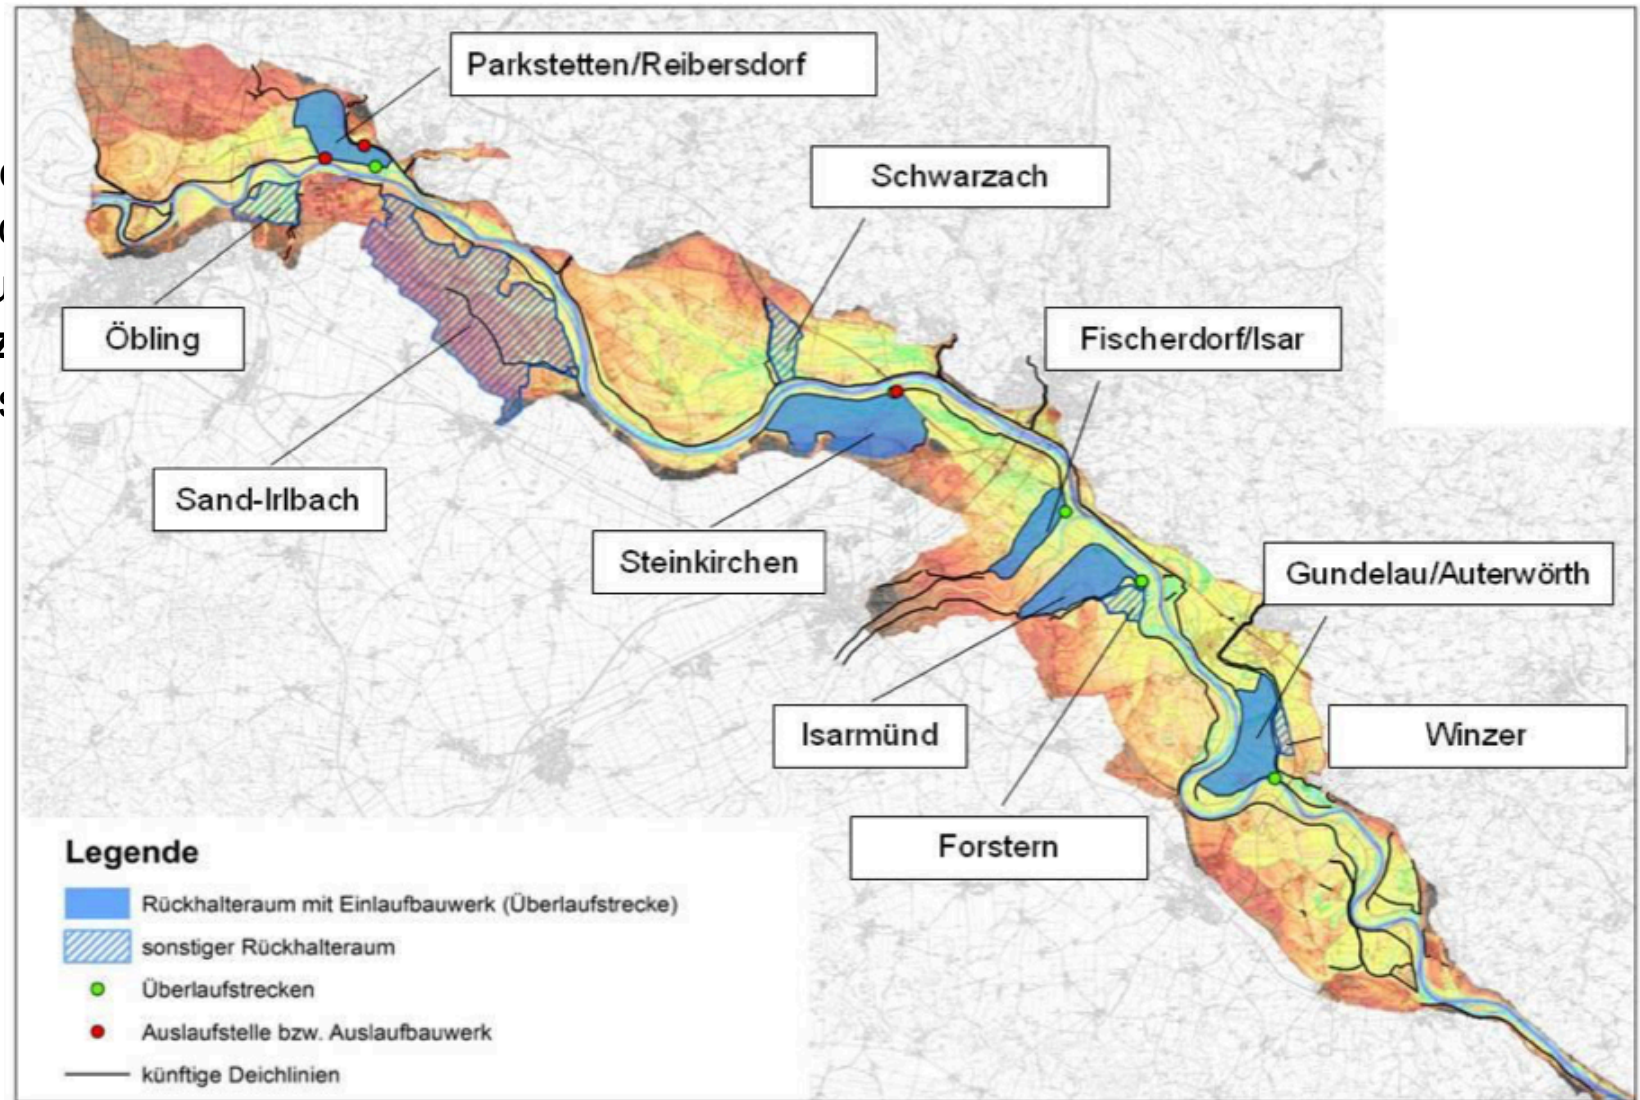 Parkstetten/Reibersdorf
Schwarzach
Öbling
Fischerdorf/Isar
Sand-Irlbach
Steinkirchen
Gundelau/Auterwörth
Isarmünd
Winzer
Forstern
Legende
Rückhalteraum mit Einlaufbauwerk (Überlaufstrecke)
sonstiger Rückhalteraum
Überlaufstrecken
Auslaufstelle bzw. Auslaufbauwerk
künftige Deichlinien